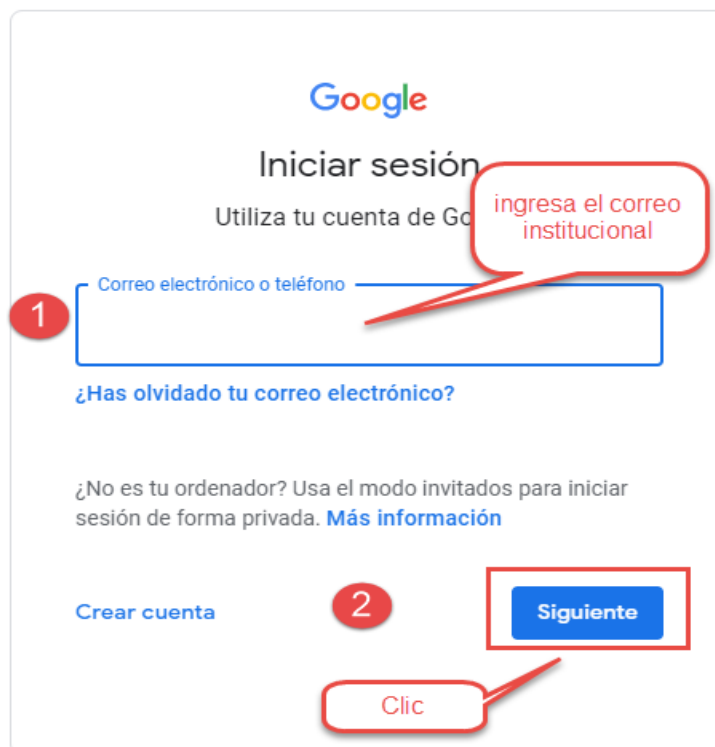 Google
Iniciar sesión
Utiliza tu cuenta de Go
ingresa el correo
institucional
Correo electrónico o teléfono
1
¿Has olvidado tu correo electrónico?
¿No es tu ordenador? Usa el modo invitados para iniciar
sesión de forma privada. Más información
Crear cuenta
2
Siguiente
Clic